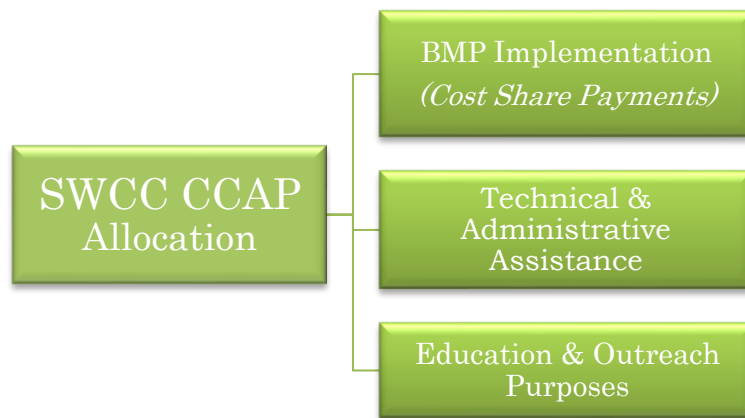 SWCC CCAP
Allocation
BMP Implementation
(Cost Share Payments)
Technical &
Administrative
Assistance
Education & Outreach
Purposes